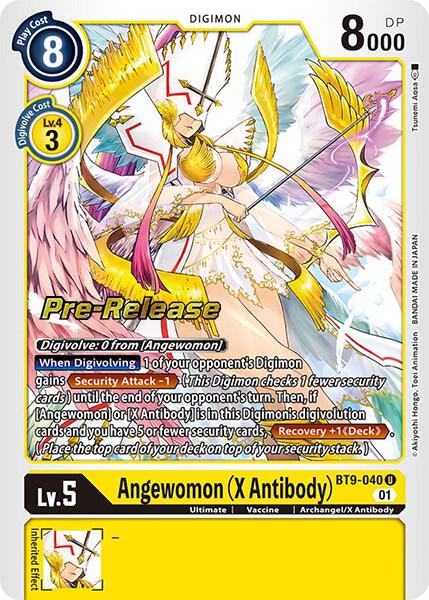 DIGIMON
Play Cost
8
8000 DP
Digivolve Cost
Lv.4
3
Tsunemi Aosa
Pre-Release
Digivolve: 0 from [Angewomon]
When Digivolving 1 of your opponent's Digimon
gains Security Attack -1 (This Digimon checks 1 fewer security
cards) until the end of your opponent's turn. Then, if
[Angewomon] or [X Antibody] is in this Digimon's digivolution
cards and you have 5 or fewer security cards, Recovery +1《Deck》.
(Place the top card of your deck on top of your security stack.)
© Akiyoshi Hongo, Toei Animation BANDAI MADE IN JAPAN
Lv.5
Angewomon (X Antibody)
BT9-040 U
01
Ultimate | Vaccine | Archangel/X Antibody
Inherited Effect
–